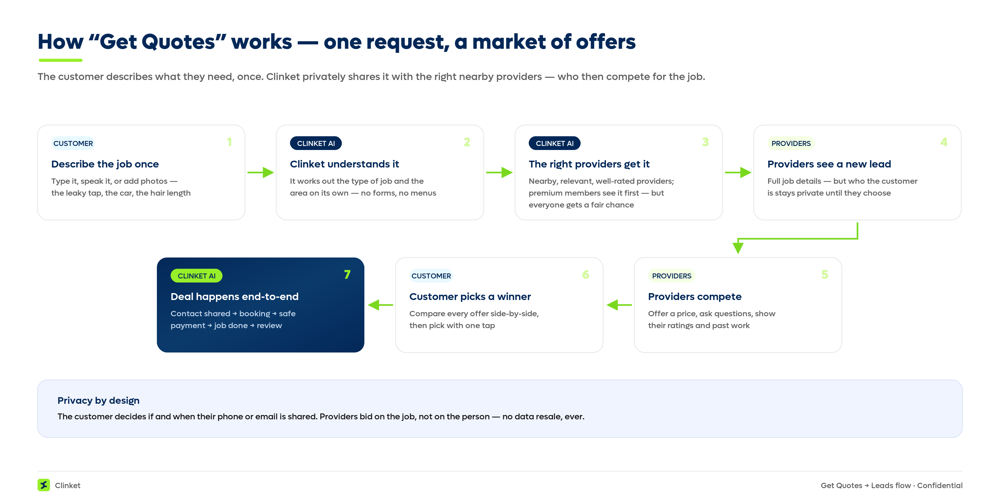 How “Get Quotes” works — one request, a market of offers
The customer describes what they need, once. Clinket privately shares it with the right nearby providers — who then compete for the job.
CUSTOMER
1
Describe the job once
Type it, speak it, or add photos —
the leaky tap, the car, the hair length
CLINKET AI
2
Clinket understands it
It works out the type of job and the
area on its own — no forms, no menus
CLINKET AI
3
The right providers get it
Nearby, relevant, well-rated providers;
premium members see it first — but
everyone gets a fair chance
PROVIDERS
4
Providers see a new lead
Full job details — but who the customer
is stays private until they choose
PROVIDERS
5
Providers compete
Offer a price, ask questions, show
their ratings and past work
CUSTOMER
6
Customer picks a winner
Compare every offer side-by-side,
then pick with one tap
CLINKET AI
7
Deal happens end-to-end
Contact shared → booking → safe
payment → job done → review
Privacy by design
The customer decides if and when their phone or email is shared. Providers bid on the job, not on the person — no data resale, ever.
Clinket
Get Quotes → Leads flow · Confidential